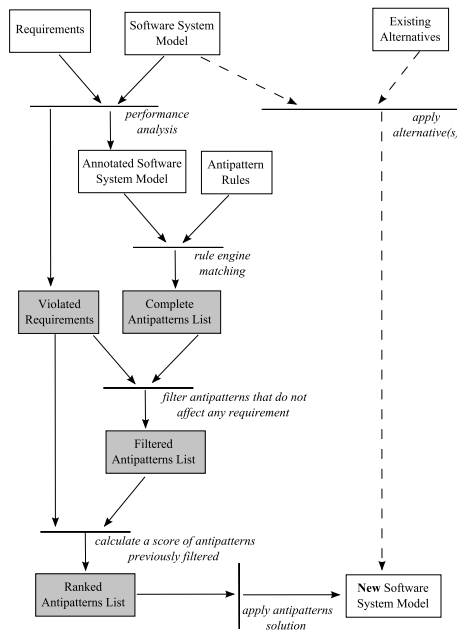 Requirements
Software System
Model
Existing
Alternatives
performance
analysis
apply
alternative(s)
Annotated Software
System Model
Antipattern
Rules
rule engine
matching
Violated
Requirements
Complete
Antipatterns List
filter antipatterns that do not
affect any requirement
Filtered
Antipatterns List
calculate a score of antipatterns
previously filtered
Ranked
Antipatterns List
apply antipatterns
solution
New Software
System Model